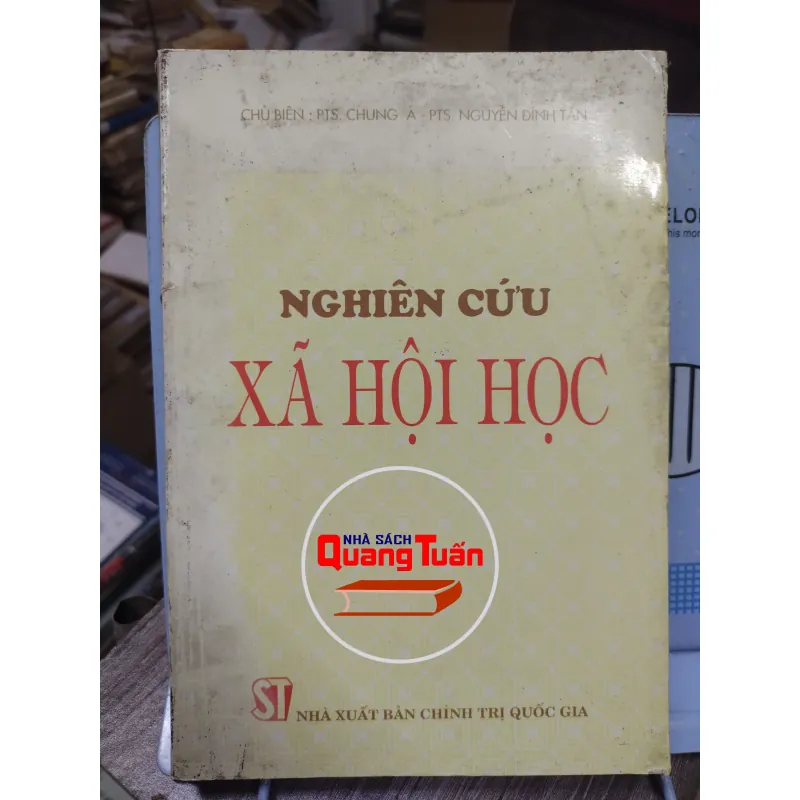 CHỦ BIÊN : PTS. CHUNG Á - PTS. NGUYỄN ĐÌNH TẤN
NGHIÊN CỨU
XÃ HỘI HỌC
NHÀ SÁCH
Quang Tuấn
ST
NHÀ XUẤT BẢN CHÍNH TRỊ QUỐC GIA